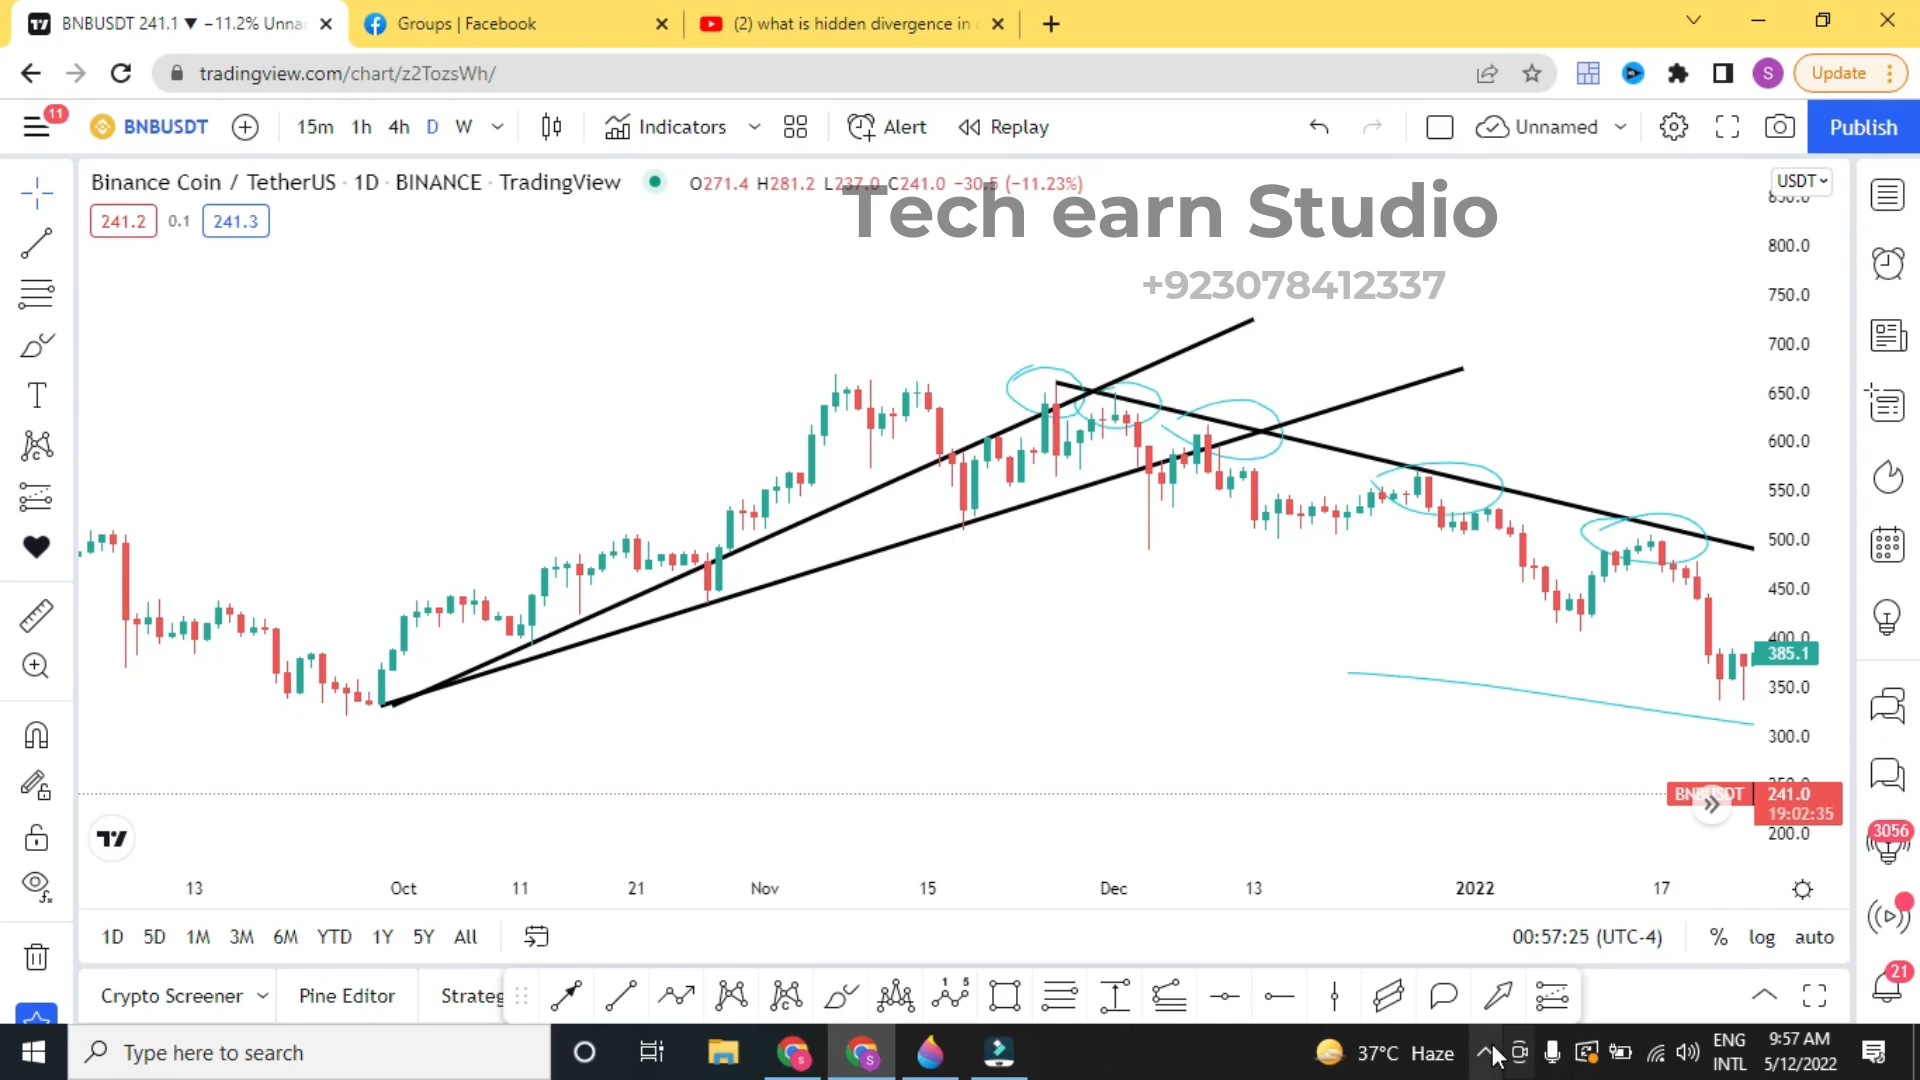 BNBUSDT 241.1 ▼ −11.2% Unna
Groups | Facebook
(2) what is hidden divergence in
tradingview.com/chart/z2TozsWh/
S
Update
11
BNBUSDT
15m 1h 4h D W
Indicators
Alert
Replay
Unnamed
Publish
Binance Coin / TetherUS · 1D · BINANCE · TradingView
O271.4 H281.2 L237.0 C241.0 −30.5 (−11.23%)
USDT
241.2 0.1 241.3
Tech earn Studio
+923078412337
800.0
750.0
700.0
650.0
600.0
550.0
500.0
450.0
400.0
385.1
350.0
300.0
BNBUSDT 241.0
19:02:35
200.0
13 Oct 11 21 Nov 15 Dec 13 2022 17
1D 5D 1M 3M 6M YTD 1Y 5Y All
00:57:25 (UTC-4) % log auto
3056
21
Crypto Screener Pine Editor Strateg
Type here to search
37°C Haze
ENG
INTL
9:57 AM
5/12/2022